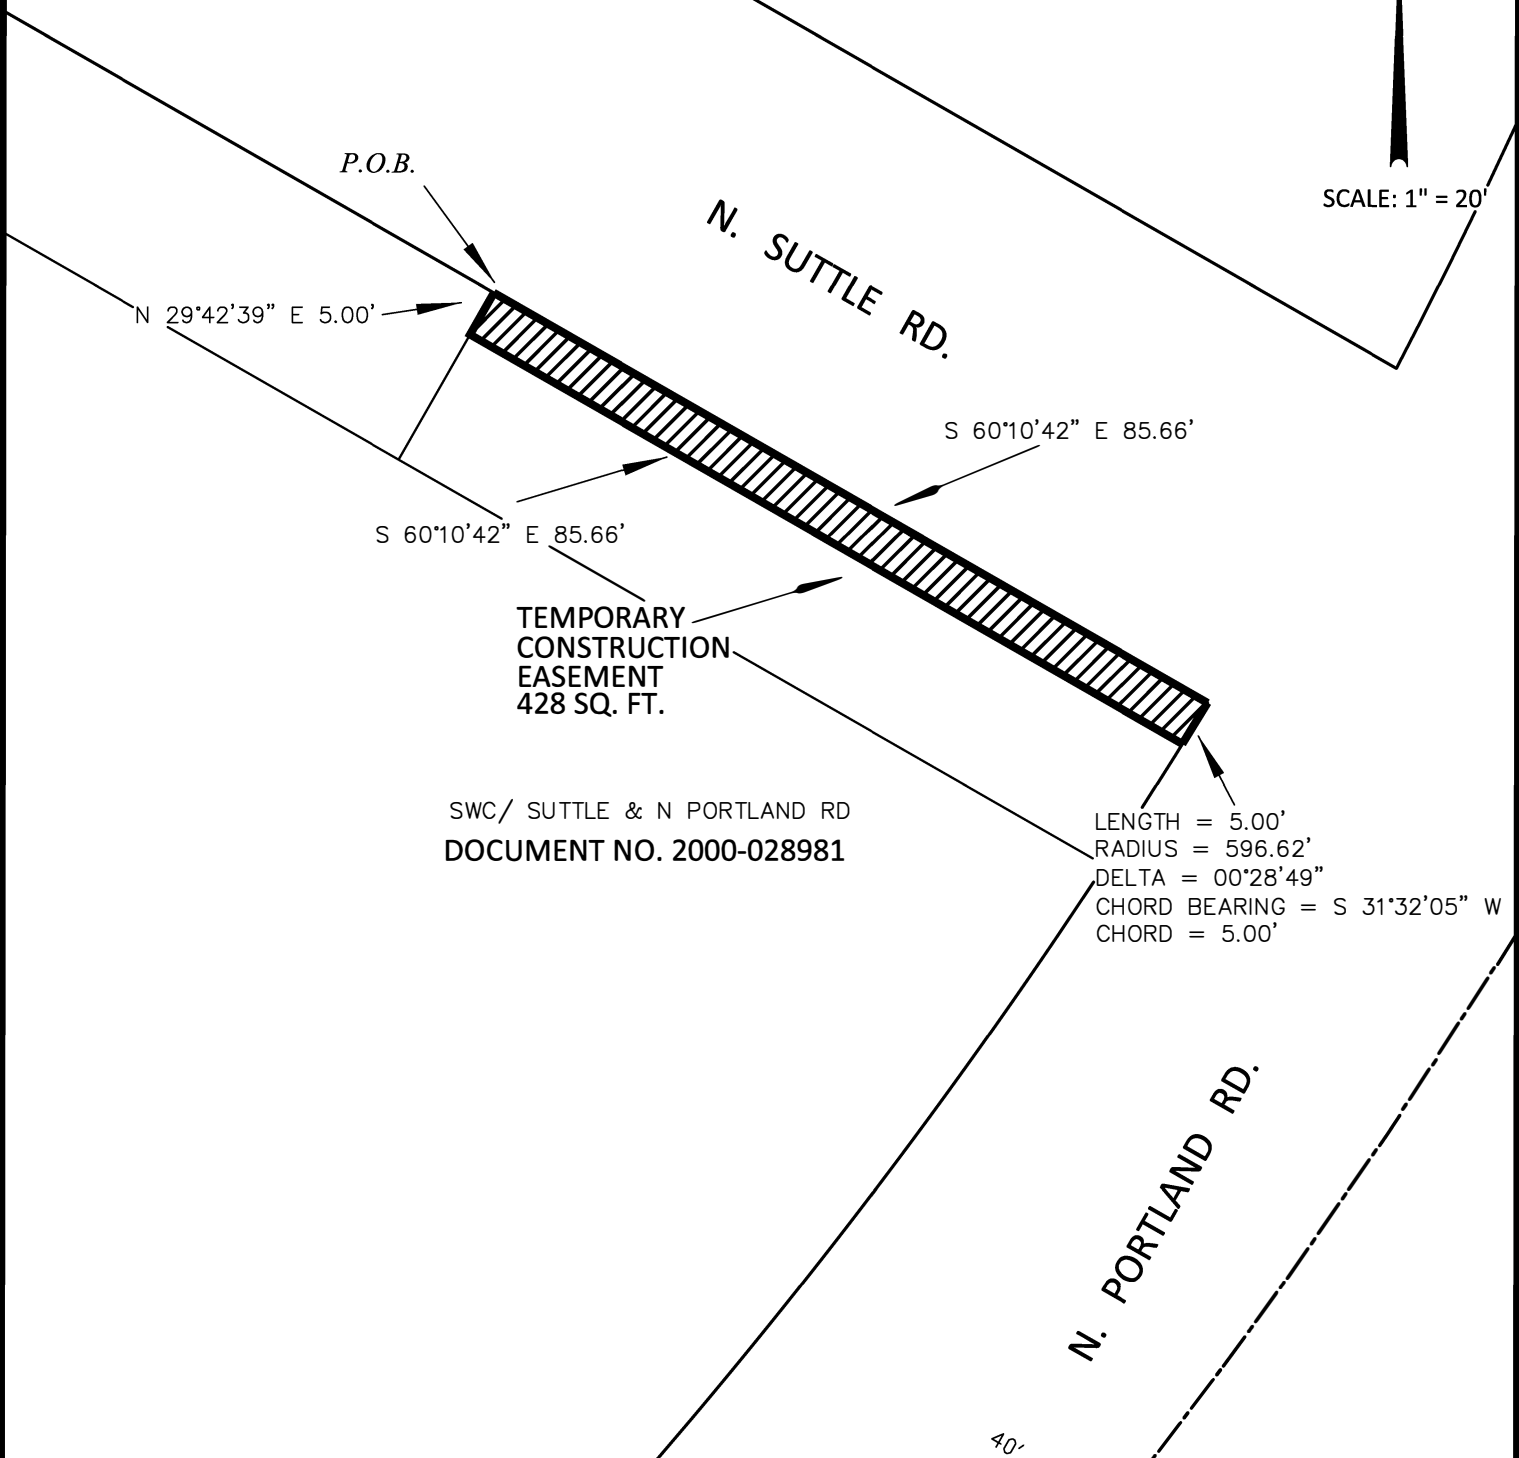 P.O.B.
SCALE: 1" = 20'
N. SUTTLE RD.
N 29°42'39" E 5.00'
S 60°10'42" E 85.66'
S 60°10'42" E 85.66'
TEMPORARY
CONSTRUCTION
EASEMENT
428 SQ. FT.
SWC/ SUTTLE & N PORTLAND RD
DOCUMENT NO. 2000-028981
LENGTH = 5.00'
RADIUS = 596.62'
DELTA = 00°28'49"
CHORD BEARING = S 31°32'05" W
CHORD = 5.00'
N. PORTLAND RD.
40'